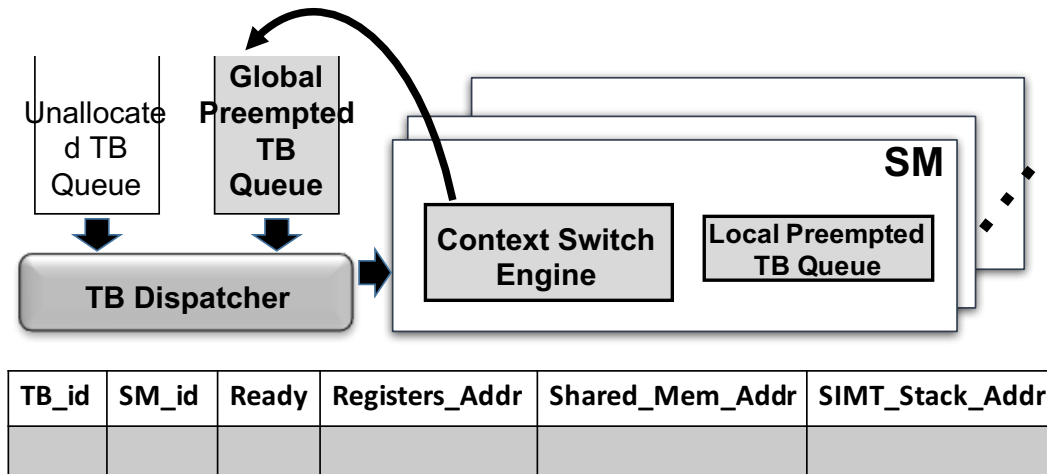 Unallocate
d TB
Queue
Global
Preempted
TB
Queue
TB Dispatcher
SM
Context Switch
Engine
Local Preempted
TB Queue
TB_id SM_id Ready Registers_Addr Shared_Mem_Addr SIMT_Stack_Addr